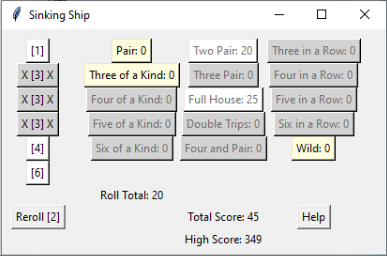 Sinking Ship
[1] Pair: 0 Two Pair: 20 Three in a Row: 0
X [3] X Three of a Kind: 0 Three Pair: 0 Four in a Row: 0
X [3] X Four of a Kind: 0 Full House: 25 Five in a Row: 0
X [3] X Five of a Kind: 0 Double Trips: 0 Six in a Row: 0
[4] Six of a Kind: 0 Four and Pair: 0 Wild: 0
[6]
Roll Total: 20
Reroll [2] Total Score: 45 Help
High Score: 349